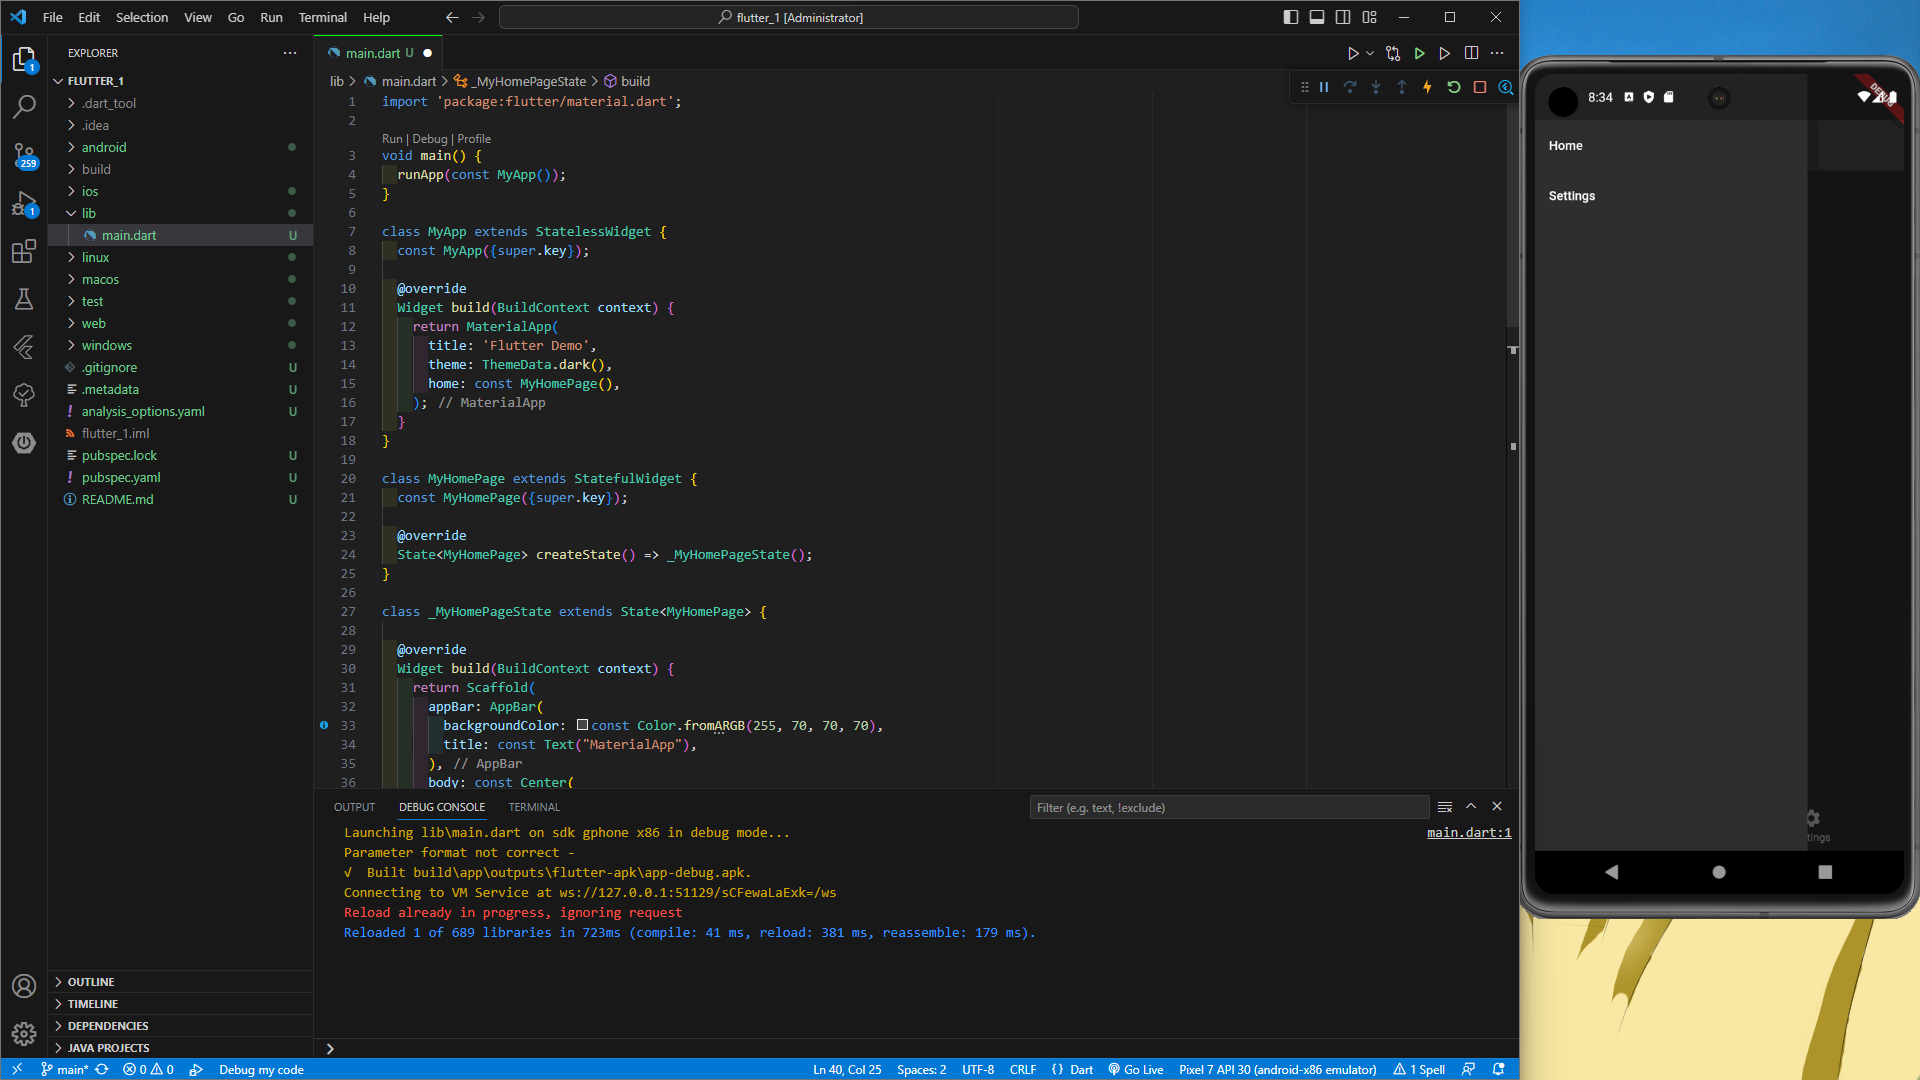 File Edit Selection View Go Run Terminal Help
flutter_1 [Administrator]
EXPLORER
FLUTTER_1
.dart_tool
.idea
android
build
ios
lib
main.dart U
linux
macos
test
web
windows
.gitignore U
.metadata U
analysis_options.yaml U
flutter_1.iml
pubspec.lock U
pubspec.yaml U
README.md U
OUTLINE
TIMELINE
DEPENDENCIES
JAVA PROJECTS
1
259
1
main.dart U
lib > main.dart > _MyHomePageState > build
1 import 'package:flutter/material.dart';
2
Run | Debug | Profile
3 void main() {
4 runApp(const MyApp());
5 }
6
7 class MyApp extends StatelessWidget {
8 const MyApp({super.key});
9
10 @override
11 Widget build(BuildContext context) {
12 return MaterialApp(
13 title: 'Flutter Demo',
14 theme: ThemeData.dark(),
15 home: const MyHomePage(),
16 ); // MaterialApp
17 }
18 }
19
20 class MyHomePage extends StatefulWidget {
21 const MyHomePage({super.key});
22
23 @override
24 State<MyHomePage> createState() => _MyHomePageState();
25 }
26
27 class _MyHomePageState extends State<MyHomePage> {
28
29 @override
30 Widget build(BuildContext context) {
31 return Scaffold(
32 appBar: AppBar(
33 backgroundColor: const Color.fromARGB(255, 70, 70, 70),
34 title: const Text("MaterialApp"),
35 ), // AppBar
36 body: const Center(
OUTPUT DEBUG CONSOLE TERMINAL
Filter (e.g. text, !exclude)
Launching lib\main.dart on sdk gphone x86 in debug mode...
main.dart:1
Parameter format not correct -
√ Built build\app\outputs\flutter-apk\app-debug.apk.
Connecting to VM Service at ws://127.0.0.1:51129/sCFewaLaExk=/ws
Reload already in progress, ignoring request
Reloaded 1 of 689 libraries in 723ms (compile: 41 ms, reload: 381 ms, reassemble: 179 ms).
main* 0 0 Debug my code Ln 40, Col 25 Spaces: 2 UTF-8 CRLF { } Dart Go Live Pixel 7 API 30 (android-x86 emulator) 1 Spell
8:34
DEBUG
Home
Settings
tings